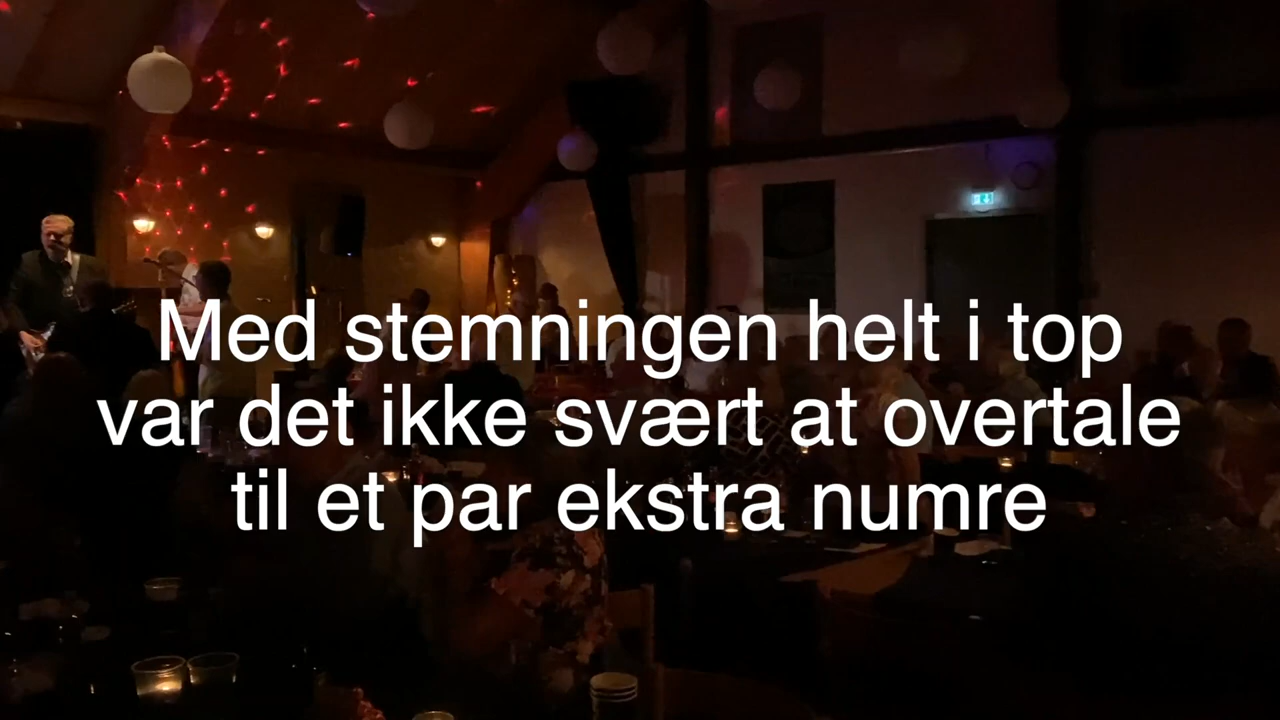 Med stemningen helt i top
var det ikke svært at overtale
til et par ekstra numre